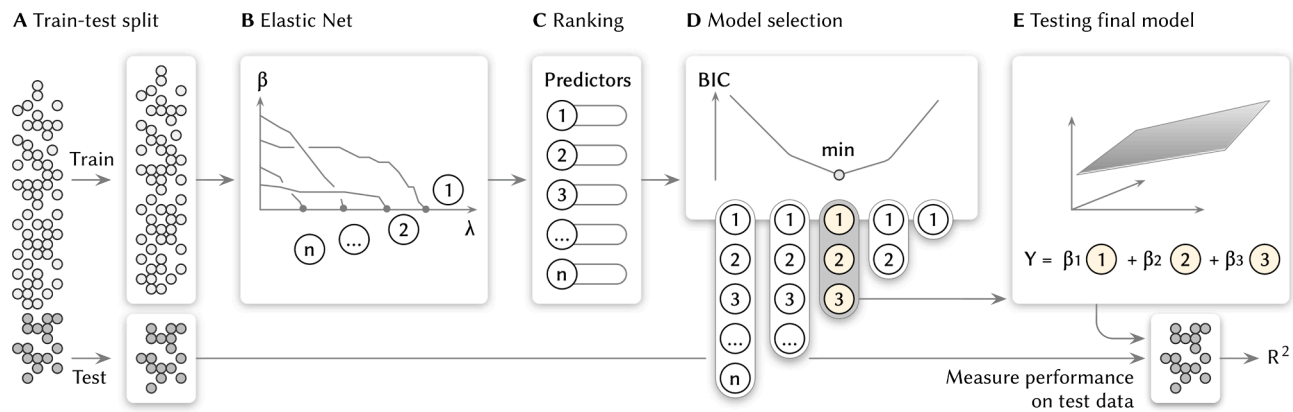 A Train-test split
Train
Test
B Elastic Net
β
1
2
...
n
λ
C Ranking
Predictors
1
2
3
...
n
D Model selection
BIC
min
1 1 1 1 1
2 2 2 2
3 3 3
... ...
n
E Testing final model
Y = β1 1 + β2 2 + β3 3
Measure performance
on test data
R²